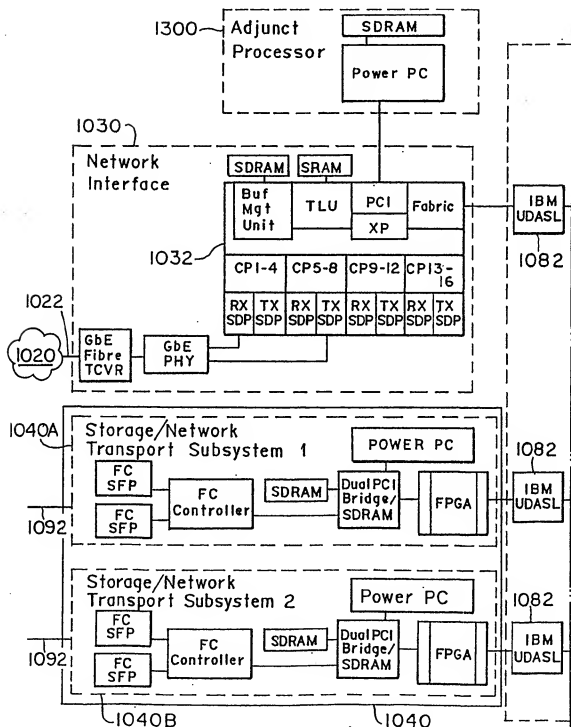 1300
Adjunct
Processor
SDRAM
Power PC
1030
Network
Interface
SDRAM
SRAM
Buf
Mgt
Unit
TLU
PCI
XP
Fabric
1032
CP1-4
CP5-8
CP9-12
CP13-
16
RX
SDP
TX
SDP
RX
SDP
TX
SDP
RX
SDP
TX
SDP
RX
SDP
TX
SDP
IBM
UDASL
1082
1022
1020
GbE
Fibre
TCVR
GbE
PHY
1040A
Storage/Network
Transport Subsystem 1
POWER PC
FC
SFP
FC
SFP
FC
Controller
SDRAM
Dual PCI
Bridge/
SDRAM
FPGA
1082
IBM
UDASL
1092
Storage/Network
Transport Subsystem 2
Power PC
FC
SFP
FC
SFP
FC
Controller
SDRAM
Dual PCI
Bridge/
SDRAM
FPGA
1082
IBM
UDASL
1092
1040B
1040